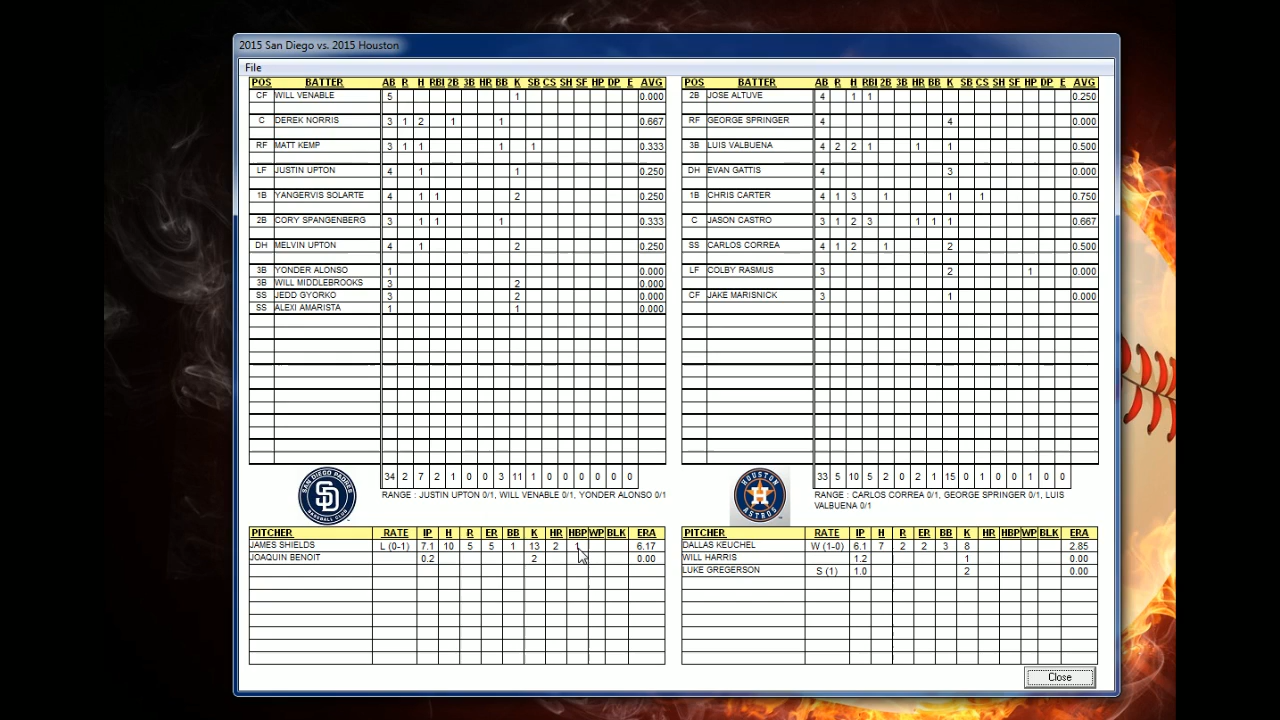 2015 San Diego vs. 2015 Houston
File
POS BATTER AB R H RBI 2B 3B HR BB K SB CS SH SF HP DP E AVG
CF WILL VENABLE 5 1 0.000
C DEREK NORRIS 3 1 2 1 1 0.667
RF MATT KEMP 3 1 1 1 1 0.333
LF JUSTIN UPTON 4 1 1 0.250
1B YANGERVIS SOLARTE 4 1 1 2 0.250
2B CORY SPANGENBERG 3 1 1 1 0.333
DH MELVIN UPTON 4 1 2 0.250
3B YONDER ALONSO 1 0.000
3B WILL MIDDLEBROOKS 3 2 0.000
SS JEDD GYORKO 3 2 0.000
SS ALEXI AMARISTA 1 1 0.000
34 2 7 2 1 0 0 3 11 1 0 0 0 0 0 0
SAN DIEGO PADRES
SD
BASEBALL CLUB
RANGE : JUSTIN UPTON 0/1, WILL VENABLE 0/1, YONDER ALONSO 0/1
PITCHER RATE IP H R ER BB K HR HBP WP BLK ERA
JAMES SHIELDS L (0-1) 7.1 10 5 5 1 13 2 1 6.17
JOAQUIN BENOIT 0.2 2 0.00
POS BATTER AB R H RBI 2B 3B HR BB K SB CS SH SF HP DP E AVG
2B JOSE ALTUVE 4 1 1 0.250
RF GEORGE SPRINGER 4 4 0.000
3B LUIS VALBUENA 4 2 2 1 1 1 0.500
DH EVAN GATTIS 4 3 0.000
1B CHRIS CARTER 4 1 3 1 1 1 0.750
C JASON CASTRO 3 1 2 3 1 1 1 0.667
SS CARLOS CORREA 4 1 2 1 2 0.500
LF COLBY RASMUS 3 2 1 0.000
CF JAKE MARISNICK 3 1 0.000
33 5 10 5 2 0 2 1 15 0 1 0 0 1 0 0
HOUSTON
H
ASTROS
RANGE : CARLOS CORREA 0/1, GEORGE SPRINGER 0/1, LUIS
VALBUENA 0/1
PITCHER RATE IP H R ER BB K HR HBP WP BLK ERA
DALLAS KEUCHEL W (1-0) 6.1 7 2 2 3 8 2.85
WILL HARRIS 1.2 1 0.00
LUKE GREGERSON S (1) 1.0 2 0.00
Close